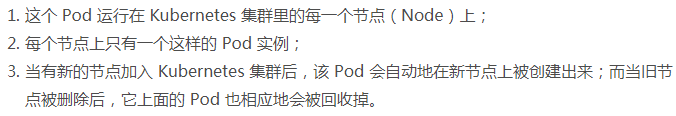 1. 这个 Pod 运行在 Kubernetes 集群里的每一个节点（Node）上；
2. 每个节点上只有一个这样的 Pod 实例；
3. 当有新的节点加入 Kubernetes 集群后，该 Pod 会自动地在新节点上被创建出来；而当旧节
点被删除后，它上面的 Pod 也相应地会被回收掉。